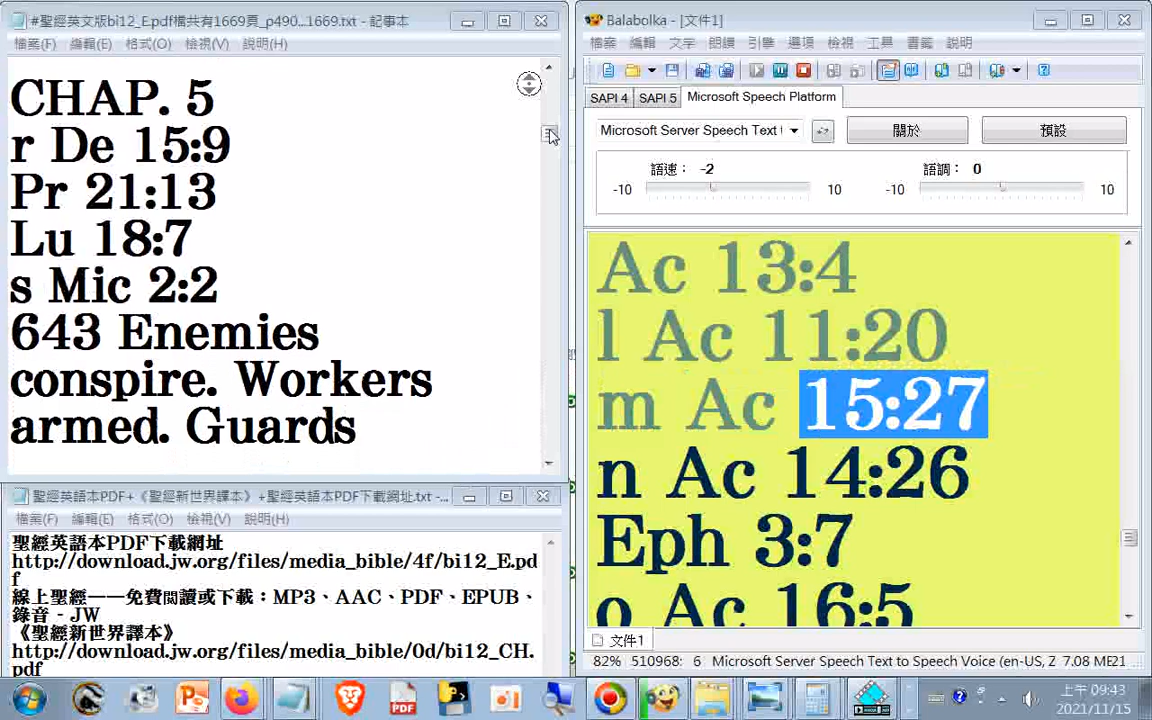 #聖經英文版bi12_E.pdf檔共有1669頁_p490...1669.txt - 記事本
檔案(F) 編輯(E) 格式(O) 檢視(V) 說明(H)
CHAP. 5
r De 15:9
Pr 21:13
Lu 18:7
s Mic 2:2
643 Enemies
conspire. Workers
armed. Guards
聖經英語本PDF+《聖經新世界譯本》+聖經英語本PDF下載網址.txt -...
檔案(F) 編輯(E) 格式(O) 檢視(V) 說明(H)
聖經英語本PDF下載網址
http://download.jw.org/files/media_bible/4f/bi12_E.pd
f
線上聖經——免費閱讀或下載：MP3、AAC、PDF、EPUB、
錄音 - JW
《聖經新世界譯本》
http://download.jw.org/files/media_bible/0d/bi12_CH.
pdf
Balabolka - [文件1]
檔案 編輯 文字 朗讀 引擎 選項 檢視 工具 書籤 說明
SAPI 4 SAPI 5 Microsoft Speech Platform
Microsoft Server Speech Text t
關於 預設
語速： -2 語調： 0
-10 10 -10 10
Ac 13:4
l Ac 11:20
m Ac 15:27
n Ac 14:26
Eph 3:7
o Ac 16:5
文件1
82% 510968: 6 Microsoft Server Speech Text to Speech Voice (en-US, Z 7.08 ME21
PDF
上午 09:43
2021/11/15